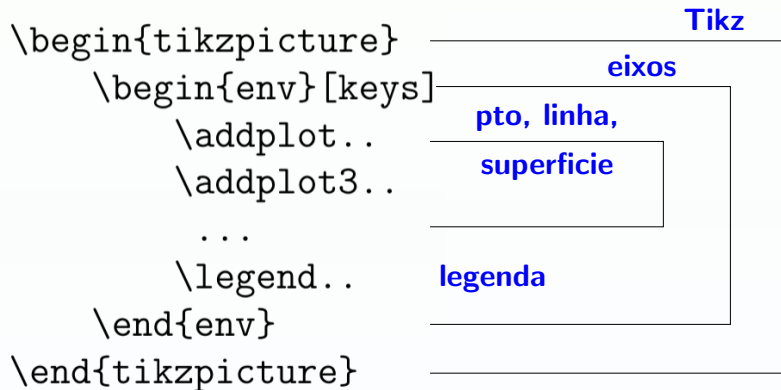 \begin{tikzpicture} Tikz
\begin{env}[keys] eixos
\addplot.. pto, linha,
\addplot3.. superficie
...
\legend.. legenda
\end{env}
\end{tikzpicture}